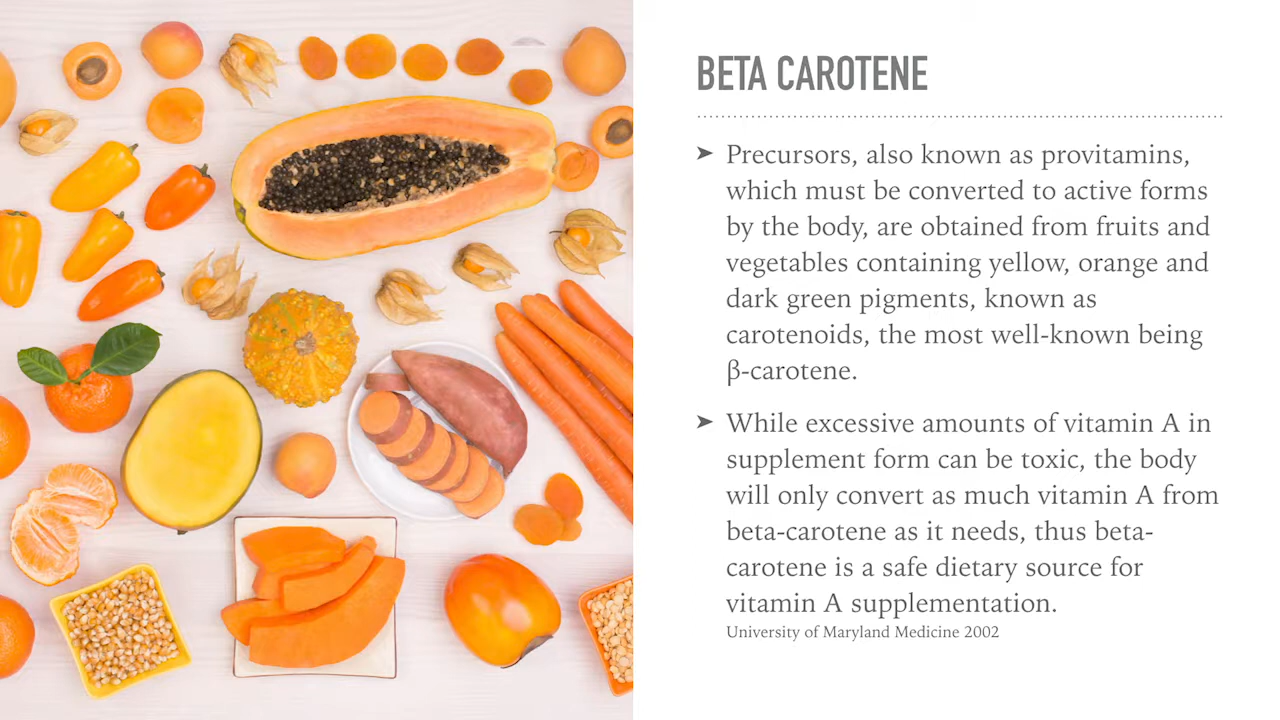 BETA CAROTENE
➤ Precursors, also known as provitamins,
which must be converted to active forms
by the body, are obtained from fruits and
vegetables containing yellow, orange and
dark green pigments, known as
carotenoids, the most well-known being
β-carotene.
➤ While excessive amounts of vitamin A in
supplement form can be toxic, the body
will only convert as much vitamin A from
beta-carotene as it needs, thus beta-
carotene is a safe dietary source for
vitamin A supplementation.
University of Maryland Medicine 2002